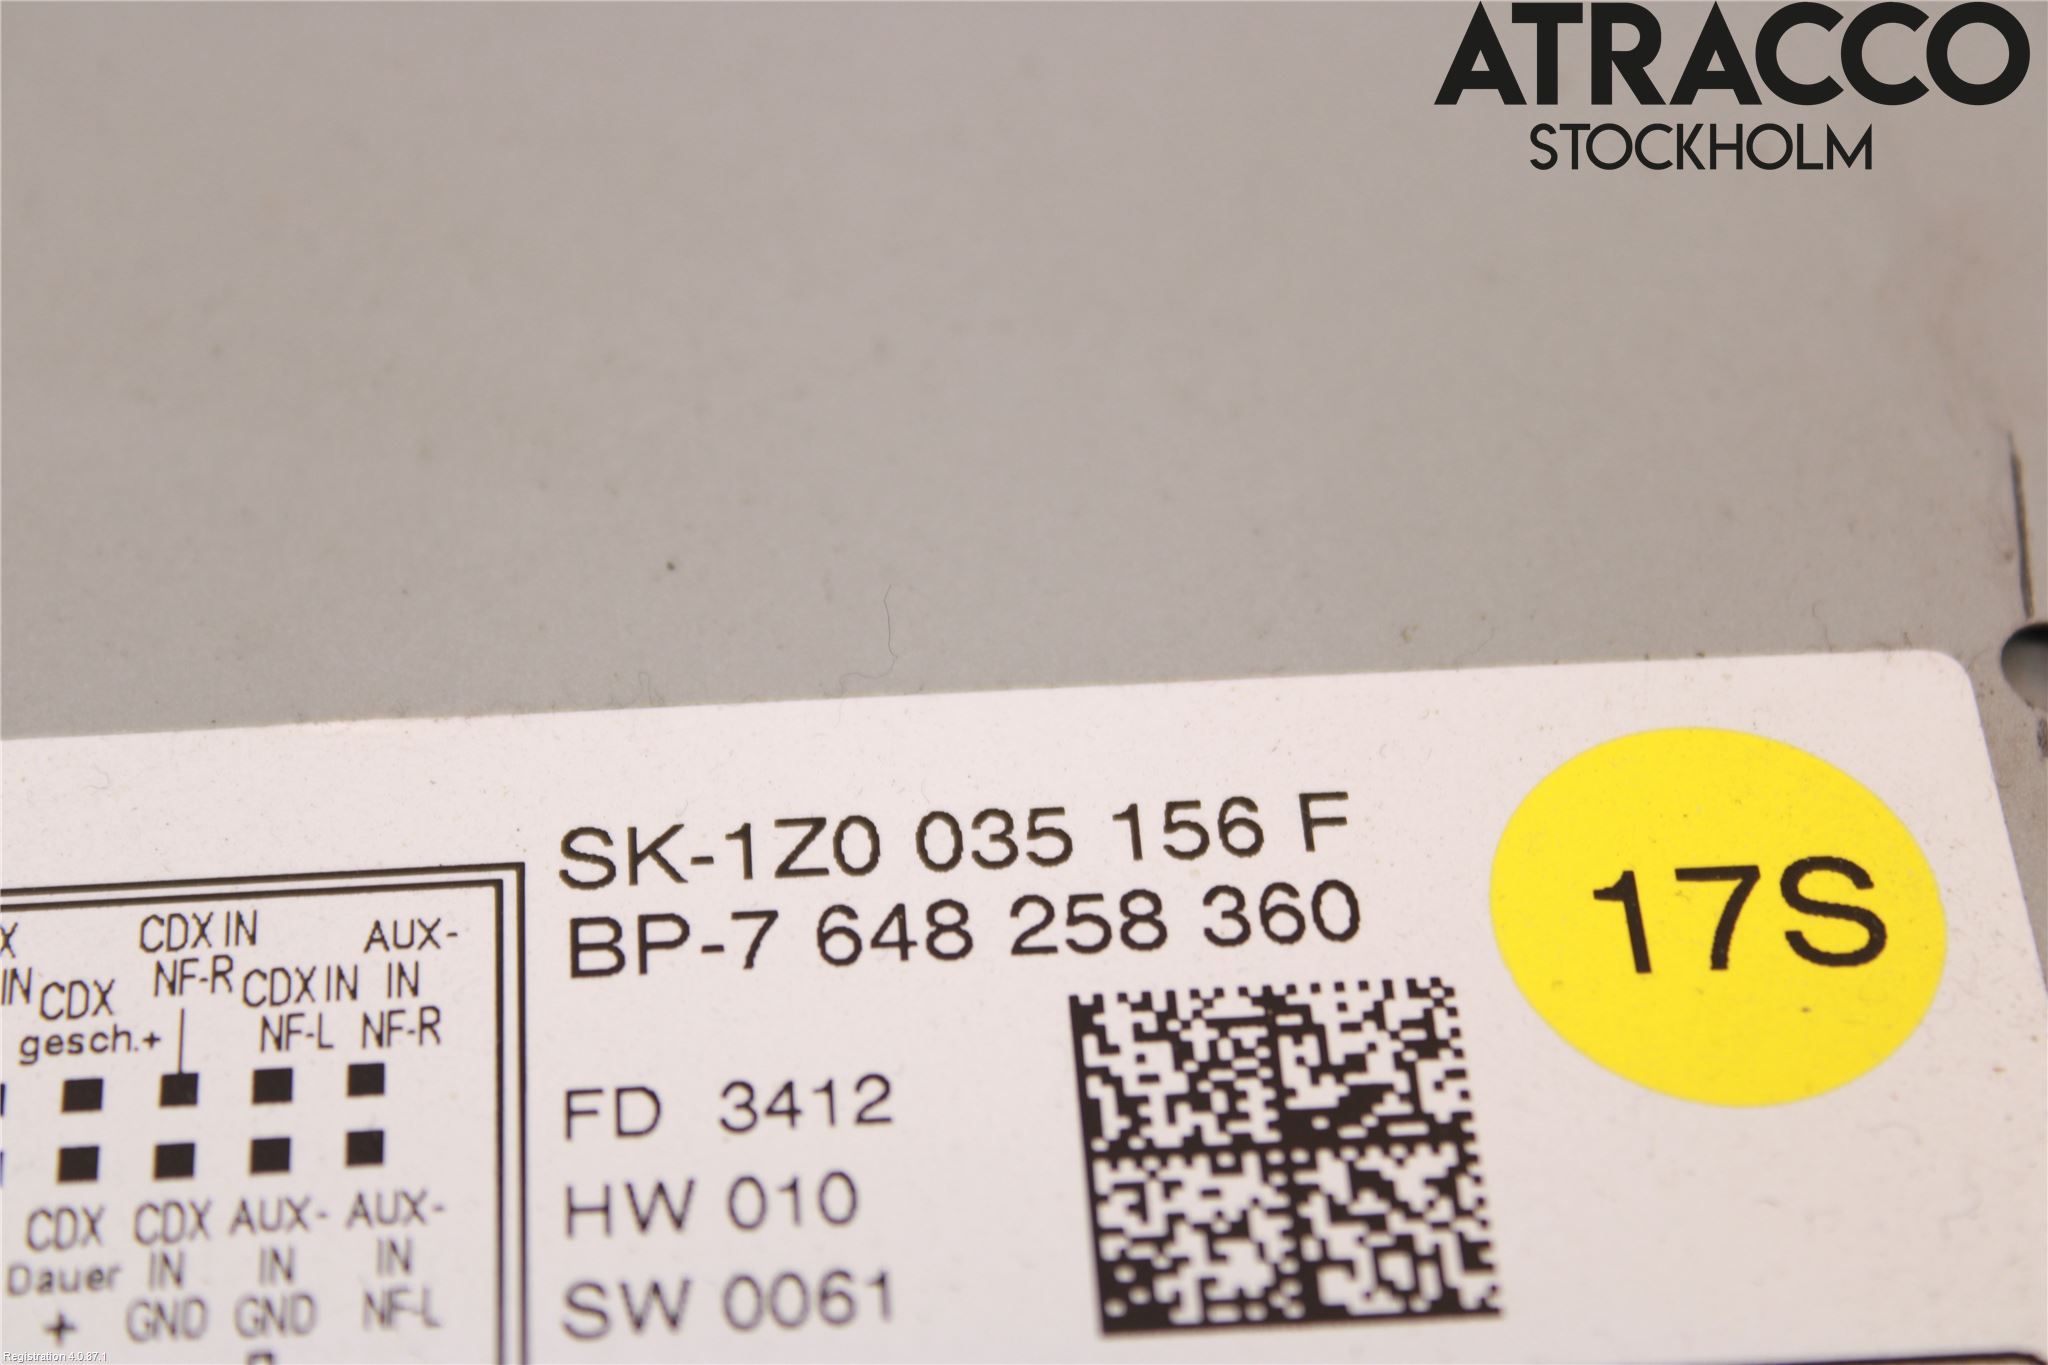 ATRACCO
STOCKHOLM
SK-1Z0 035 156 F
BP-7 648 258 360
17S
FD 3412
HW 010
SW 0061
X
IN
CDX
gesch.+
CDX IN
NF-R
CDX IN
NF-L
AUX-
IN
NF-R
CDX
Dauer
+
CDX
IN
GND
AUX-
IN
GND
AUX-
IN
NF-L
Registration 4.0.87.1